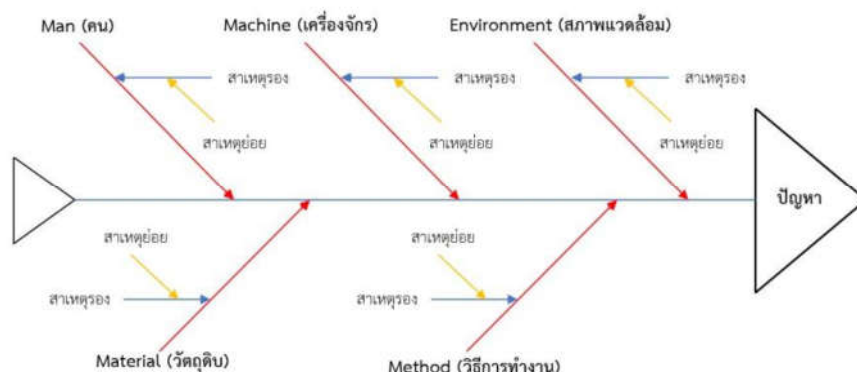 Man (คน)
Machine (เครื่องจักร)
Environment (สภาพแวดล้อม)
สาเหตุรอง
สาเหตุรอง
สาเหตุรอง
สาเหตุย่อย
สาเหตุย่อย
สาเหตุย่อย
ปัญหา
สาเหตุย่อย
สาเหตุย่อย
สาเหตุรอง
สาเหตุรอง
Material (วัตถุดิบ)
Method (วิธีการทำงาน)